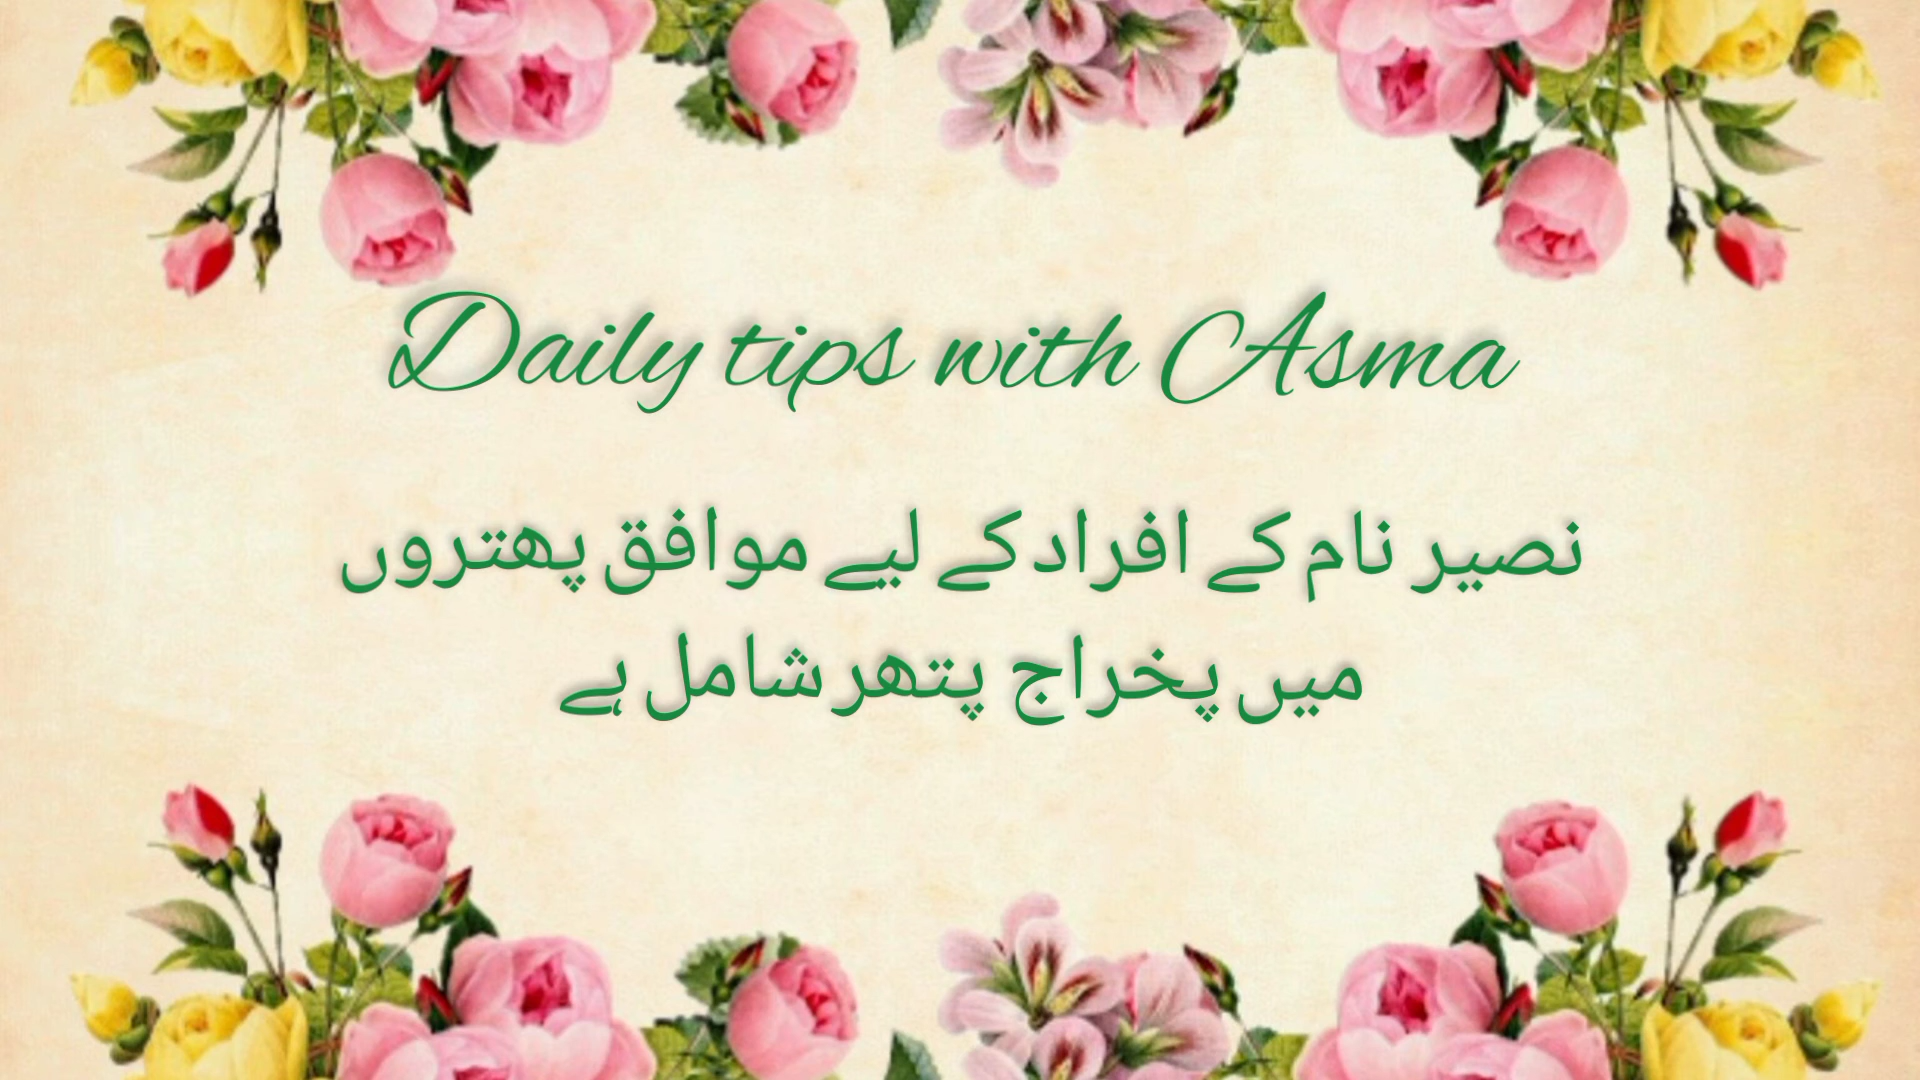 Daily tips with Asma
نصیر نام کے افراد کے لیے موافق پھتروں
میں پخراج پتھر شامل ہے